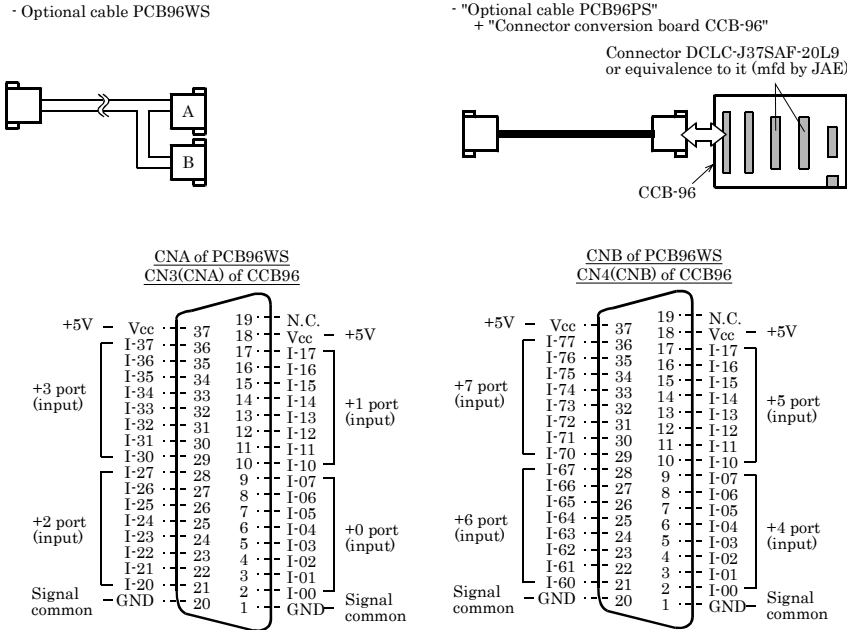 - Optional cable PCB96WS
A
B
- "Optional cable PCB96PS"
+ "Connector conversion board CCB-96"
Connector DCLC-J37SAF-20L9
or equivalence to it (mfd by JAE)
CCB-96
CNA of PCB96WS
CN3(CNA) of CCB96
+5V
Vcc 37
I-37 36
I-36 35
I-35 34
I-34 33
I-33 32
I-32 31
I-31 30
I-30 29
I-27 28
I-26 27
I-25 26
I-24 25
I-23 24
I-22 23
I-21 22
I-20 21
GND 20
+3 port
(input)
+2 port
(input)
Signal
common
19 N.C.
18 Vcc
+5V
17 I-17
16 I-16
15 I-15
14 I-14
13 I-13
12 I-12
11 I-11
10 I-10
9 I-07
8 I-06
7 I-05
6 I-04
5 I-03
4 I-02
3 I-01
2 I-00
1 GND
+1 port
(input)
+0 port
(input)
Signal
common
CNB of PCB96WS
CN4(CNB) of CCB96
+5V
Vcc 37
I-77 36
I-76 35
I-75 34
I-74 33
I-73 32
I-72 31
I-71 30
I-70 29
I-67 28
I-66 27
I-65 26
I-64 25
I-63 24
I-62 23
I-61 22
I-60 21
GND 20
+7 port
(input)
+6 port
(input)
Signal
common
19 N.C.
18 Vcc
+5V
17 I-17
16 I-16
15 I-15
14 I-14
13 I-13
12 I-12
11 I-11
10 I-10
9 I-07
8 I-06
7 I-05
6 I-04
5 I-03
4 I-02
3 I-01
2 I-00
1 GND
+5 port
(input)
+4 port
(input)
Signal
common